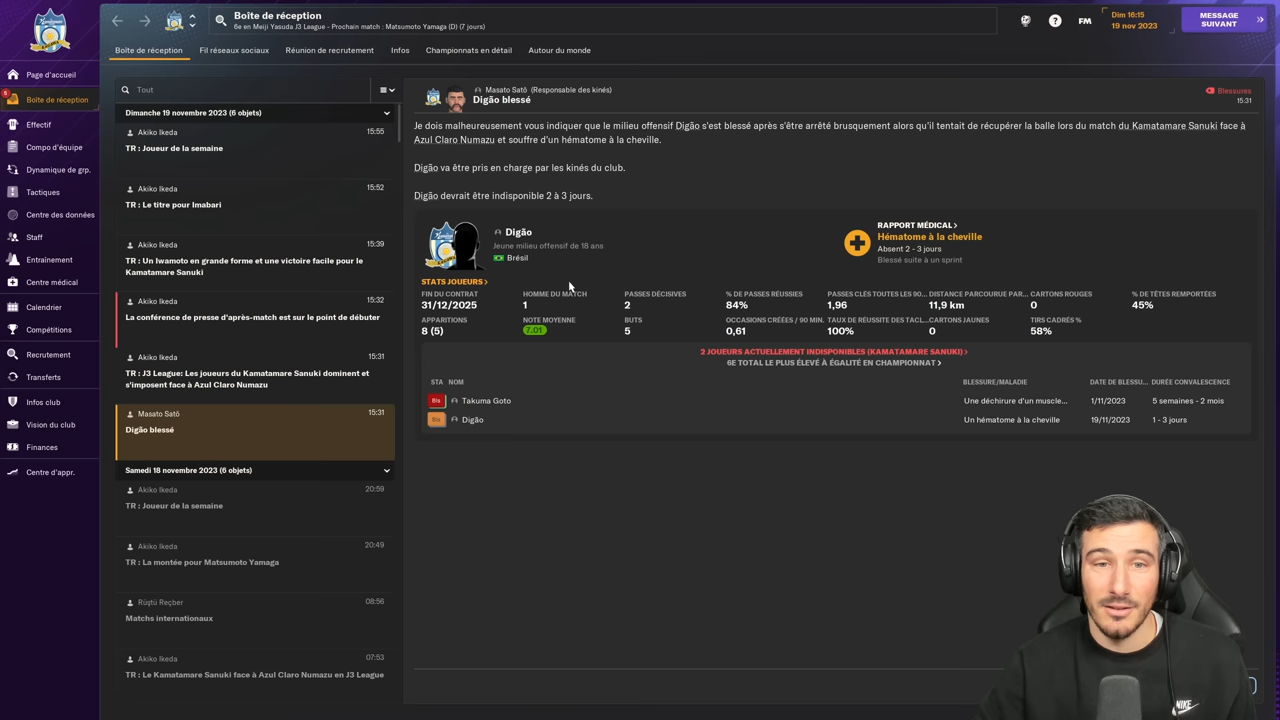 Boîte de réception
6e en Meiji Yasuda J3 League - Prochain match : Matsumoto Yamaga (D) (7 jours)
FM
Dim 16:15
19 nov 2023
MESSAGE
SUIVANT
Boîte de réception
Fil réseaux sociaux
Réunion de recrutement
Infos
Championnats en détail
Autour du monde
Page d'accueil
6
Boîte de réception
Effectif
Compo d'équipe
Dynamique de grp.
Tactiques
Centre des données
Staff
Entraînement
Centre médical
Calendrier
Compétitions
Recrutement
Transferts
Infos club
Vision du club
Finances
Centre d'appr.
Tout
Dimanche 19 novembre 2023 (6 objets)
Akiko Ikeda 15:55
TR : Joueur de la semaine
Akiko Ikeda 15:52
TR : Le titre pour Imabari
Akiko Ikeda 15:39
TR : Un Iwamoto en grande forme et une victoire facile pour le
Kamatamare Sanuki
Akiko Ikeda 15:32
La conférence de presse d'après-match est sur le point de débuter
Akiko Ikeda 15:31
TR : J3 League: Les joueurs du Kamatamare Sanuki dominent et
s'imposent face à Azul Claro Numazu
Masato Satô 15:31
Digão blessé
Samedi 18 novembre 2023 (6 objets)
Akiko Ikeda 20:59
TR : Joueur de la semaine
Akiko Ikeda 20:49
TR : La montée pour Matsumoto Yamaga
Rüştü Reçber 08:56
Matchs internationaux
Akiko Ikeda 07:53
TR : Le Kamatamare Sanuki face à Azul Claro Numazu en J3 League
Masato Satô (Responsable des kinés)
Digão blessé
Blessures
15:31
Je dois malheureusement vous indiquer que le milieu offensif Digão s'est blessé après s'être arrêté brusquement alors qu'il tentait de récupérer la balle lors du match du Kamatamare Sanuki face à
Azul Claro Numazu et souffre d'un hématome à la cheville.
Digão va être pris en charge par les kinés du club.
Digão devrait être indisponible 2 à 3 jours.
Digão
Jeune milieu offensif de 18 ans
Brésil
RAPPORT MÉDICAL >
Hématome à la cheville
Absent 2 - 3 jours
Blessé suite à un sprint
STATS JOUEURS >
FIN DU CONTRAT HOMME DU MATCH PASSES DÉCISIVES % DE PASSES RÉUSSIES PASSES CLÉS TOUTES LES 90... DISTANCE PARCOURUE PAR... CARTONS ROUGES % DE TÊTES REMPORTÉES
31/12/2025 1 2 84% 1,96 11,9 km 0 45%
APPARITIONS NOTE MOYENNE BUTS OCCASIONS CRÉÉES / 90 MIN. TAUX DE RÉUSSITE DES TACL... CARTONS JAUNES TIRS CADRÉS %
8 (5) 7.01 5 0,61 100% 0 58%
2 JOUEURS ACTUELLEMENT INDISPONIBLES (KAMATAMARE SANUKI) >
6E TOTAL LE PLUS ÉLEVÉ À ÉGALITÉ EN CHAMPIONNAT >
STA NOM BLESSURE/MALADIE DATE DE BLESSU... DURÉE CONVALESCENCE
Bls Takuma Goto Une déchirure d'un muscle... 1/11/2023 5 semaines - 2 mois
Bls Digão Un hématome à la cheville 19/11/2023 1 - 3 jours
NIKE